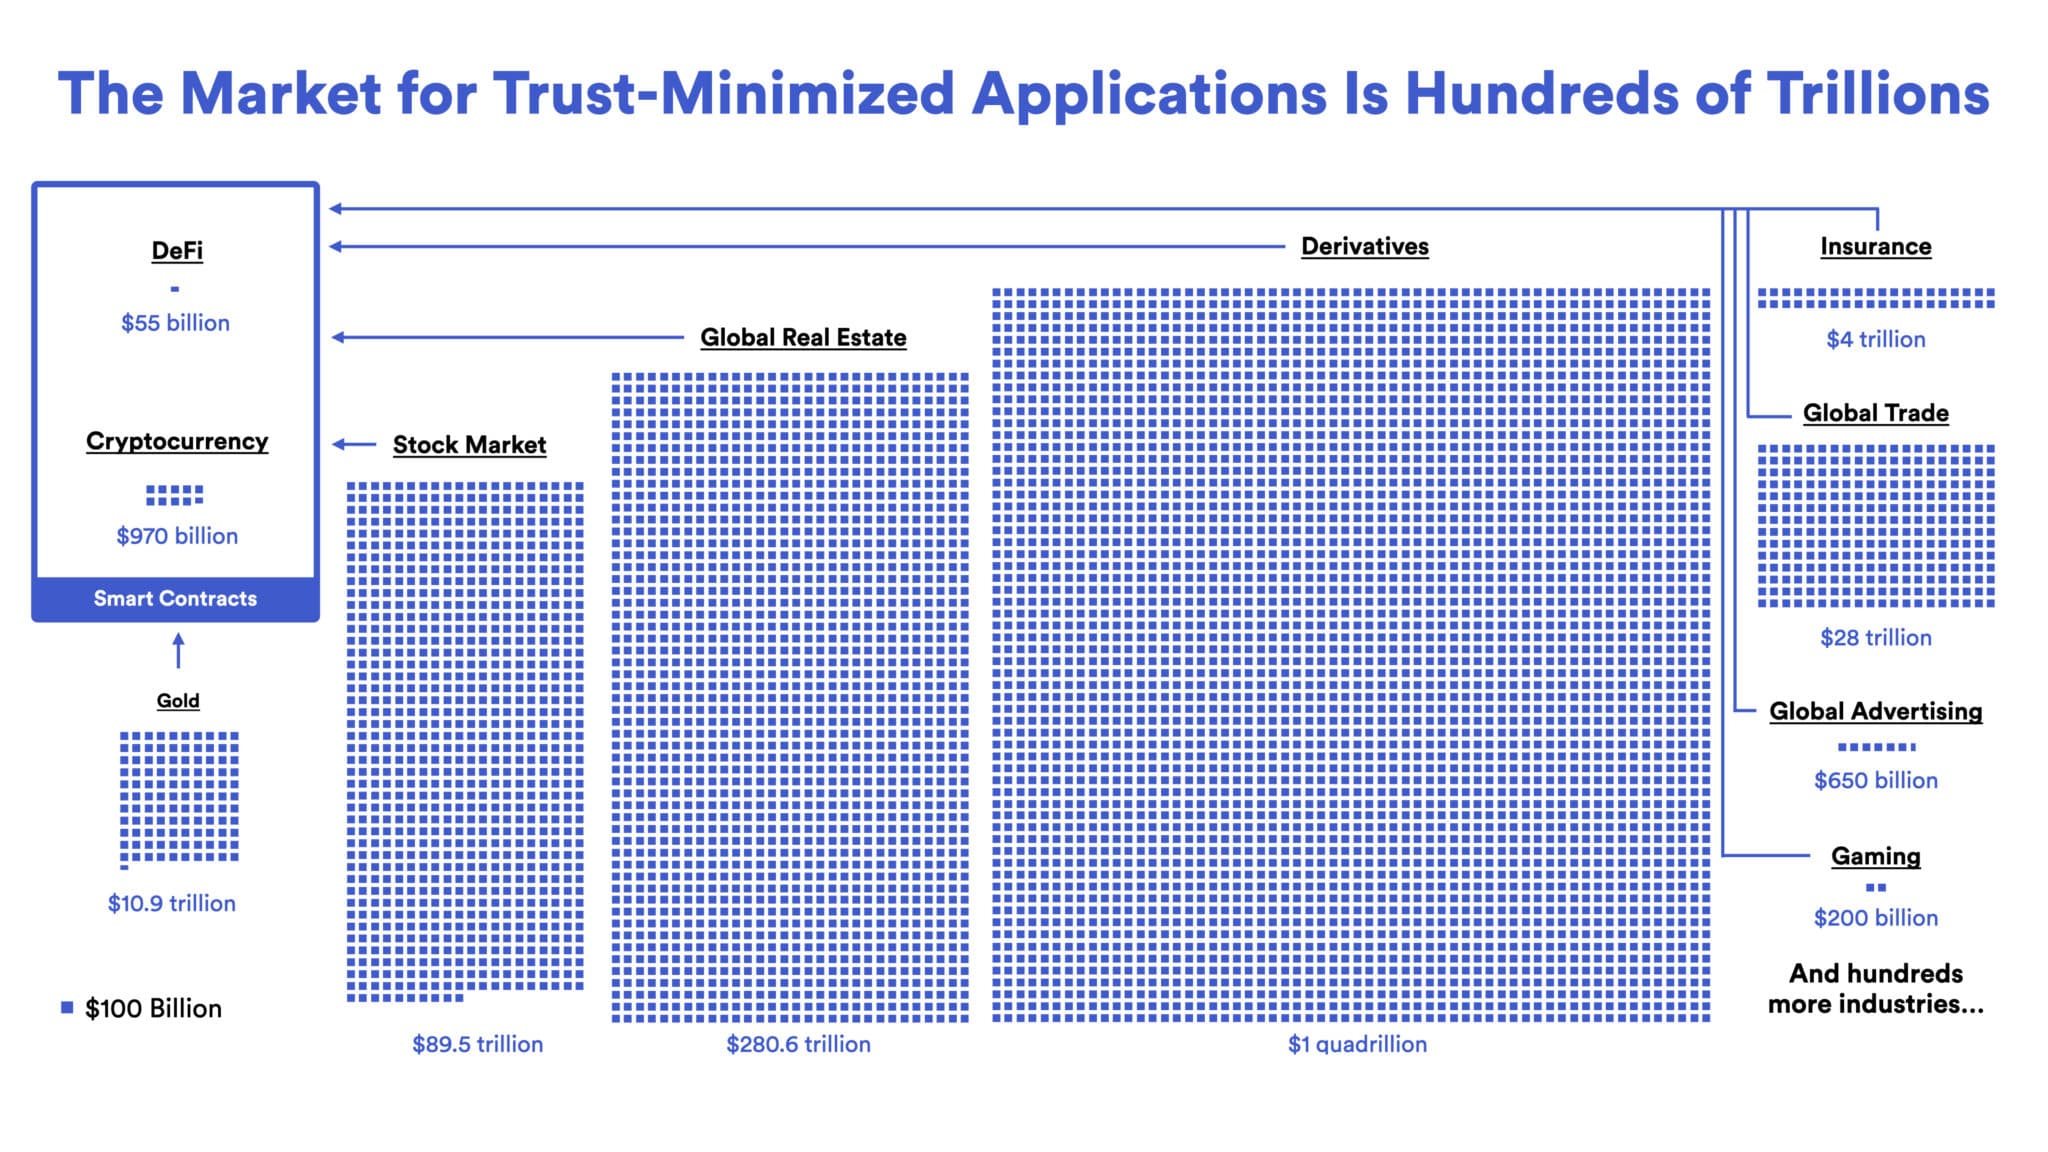 The Market for Trust-Minimized Applications Is Hundreds of Trillions
DeFi
$55 billion
Cryptocurrency
$970 billion
Smart Contracts
Gold
$10.9 trillion
$100 Billion
Stock Market
$89.5 trillion
Global Real Estate
$280.6 trillion
Derivatives
$1 quadrillion
Insurance
$4 trillion
Global Trade
$28 trillion
Global Advertising
$650 billion
Gaming
$200 billion
And hundreds
more industries...